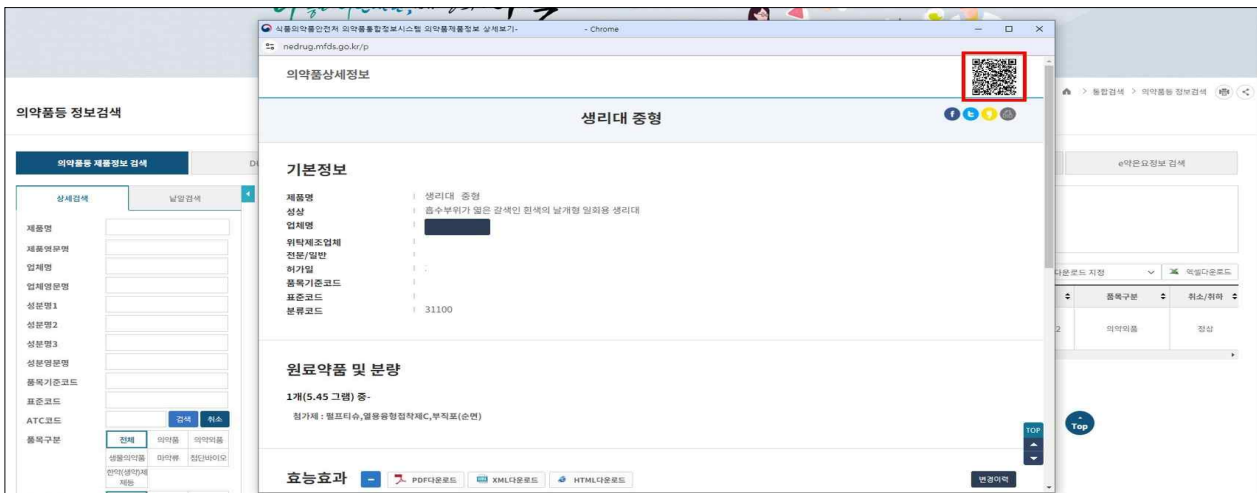 식품의약품안전처 의약품통합정보시스템 의약품제품정보 상세보기- - Chrome
nedrug.mfds.go.kr/p
의약품상세정보
통합검색 > 의약품등 정보검색
의약품등 정보검색
생리대 중형
의약품등 제품정보 검색
e약은요정보 검색
기본정보
상세검색
낱알검색
제품명 생리대 중형
성상 흡수부위가 엷은 갈색인 흰색의 날개형 일회용 생리대
업체명
위탁제조업체
전문/일반
허가일
품목기준코드
표준코드
분류코드 31100
제품명
제품영문명
업체명
업체영문명
성분명1
성분명2
성분명3
성분영문명
품목기준코드
표준코드
ATC코드 검색 취소
품목구분 전체 의약품 의약외품
생물의약품 마약류 첨단바이오
한약(생약)제제등
다운로드 지정 엑셀다운로드
품목구분 취소/취하
2 의약외품 정상
원료약품 및 분량
1개(5.45 그램) 중-
첨가제 : 펄프티슈,열용융형접착제C,부직포(순면)
TOP
Top
효능효과 PDF다운로드 XML다운로드 HTML다운로드 변경이력